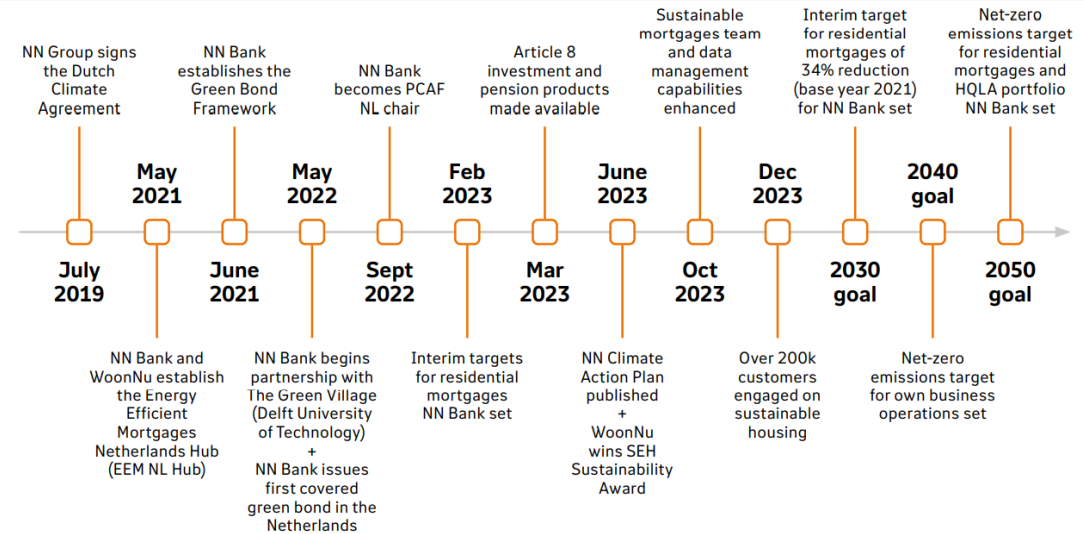 NN Group signs
the Dutch
Climate
Agreement
July
2019
May
2021
NN Bank and
WoonNu establish
the Energy
Efficient
Mortgages
Netherlands Hub
(EEM NL Hub)
NN Bank
establishes the
Green Bond
Framework
June
2021
May
2022
NN Bank begins
partnership with
The Green Village
(Delft University
of Technology)
+
NN Bank issues
first covered
green bond in the
Netherlands
NN Bank
becomes PCAF
NL chair
Sept
2022
Feb
2023
Interim targets
for residential
mortgages
NN Bank set
Article 8
investment and
pension products
made available
Mar
2023
June
2023
NN Climate
Action Plan
published
+
WoonNu
wins SEH
Sustainability
Award
Sustainable
mortgages team
and data
management
capabilities
enhanced
Oct
2023
Dec
2023
Over 200k
customers
engaged on
sustainable
housing
Interim target
for residential
mortgages of
34% reduction
(base year 2021)
for NN Bank set
2030
goal
2040
goal
Net-zero
emissions target
for own business
operations set
Net-zero
emissions target
for residential
mortgages and
HQLA portfolio
NN Bank set
2050
goal